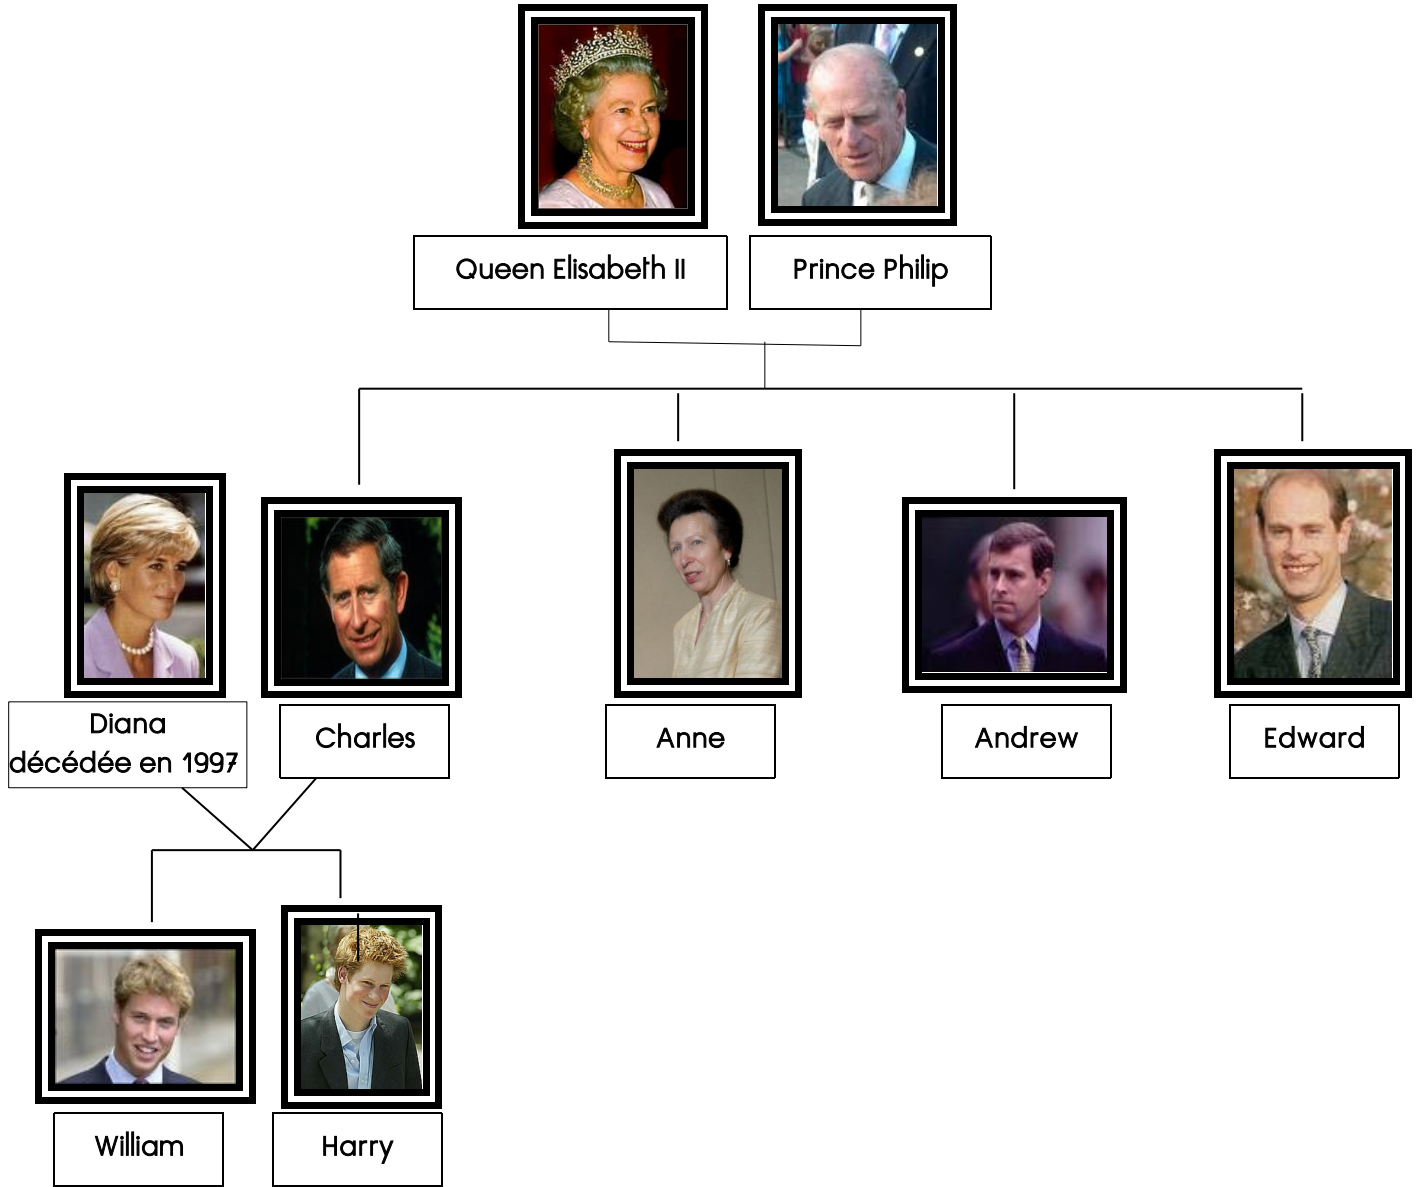 Queen Elisabeth II
Prince Philip
Diana
décédée en 1997
Charles
Anne
Andrew
Edward
William
Harry